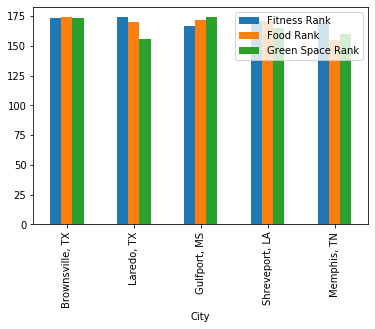 175
150
125
100
75
50
25
0
Fitness Rank
Food Rank
Green Space Rank
Brownsville, TX
Laredo, TX
Gulfport, MS
Shreveport, LA
Memphis, TN
City